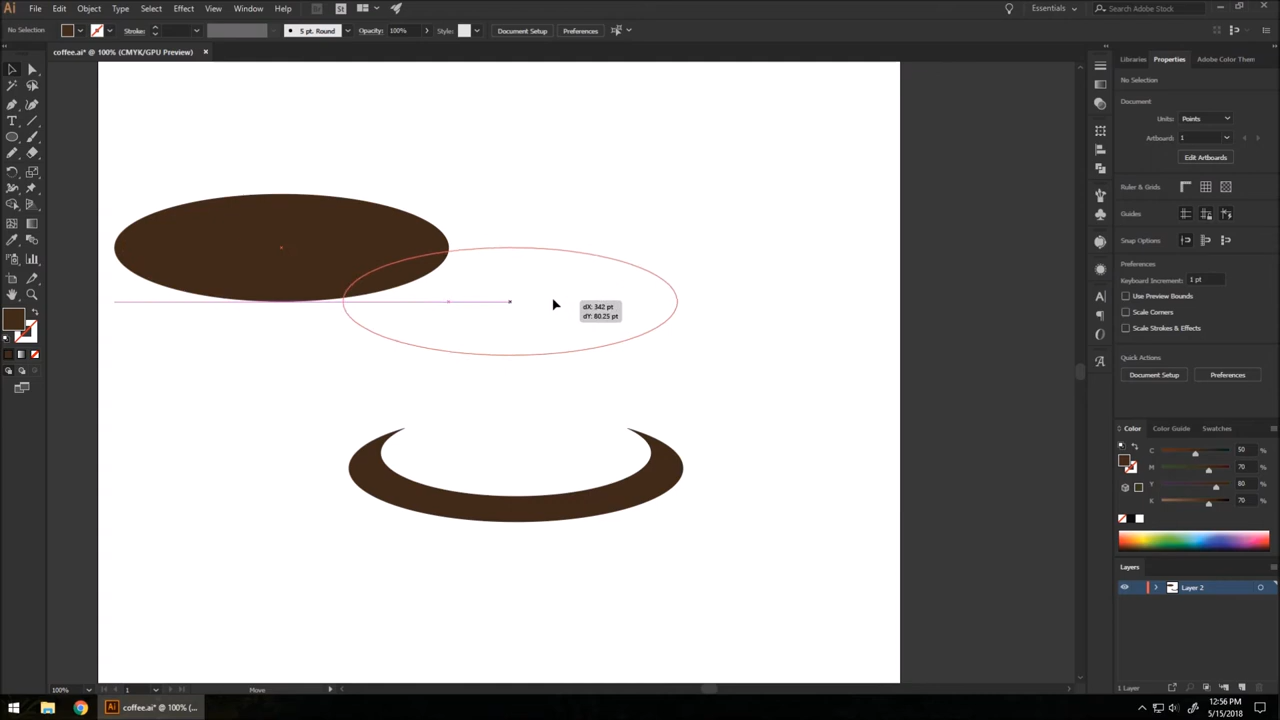 Ai File Edit Object Type Select Effect View Window Help Br St Essentials Search Adobe Stock
No Selection Stroke: 5 pt. Round Opacity: 100% Style: Document Setup Preferences
coffee.ai* @ 100% (CMYK/GPU Preview) ×
Libraries Properties Adobe Color Them
No Selection
Document
Units: Points
Artboard: 1
Edit Artboards
Ruler & Grids
Guides
Snap Options
Preferences
Keyboard Increment: 1 pt
Use Preview Bounds
Scale Corners
Scale Strokes & Effects
Quick Actions
Document Setup Preferences
dX: 342 pt
dY: 80.25 pt
Color Color Guide Swatches
C 50 %
M 70 %
Y 80 %
K 70 %
Layers
Layer 2
1 Layer
100% 1 Move
Ai coffee.ai* @ 100% (...
12:56 PM
5/15/2018